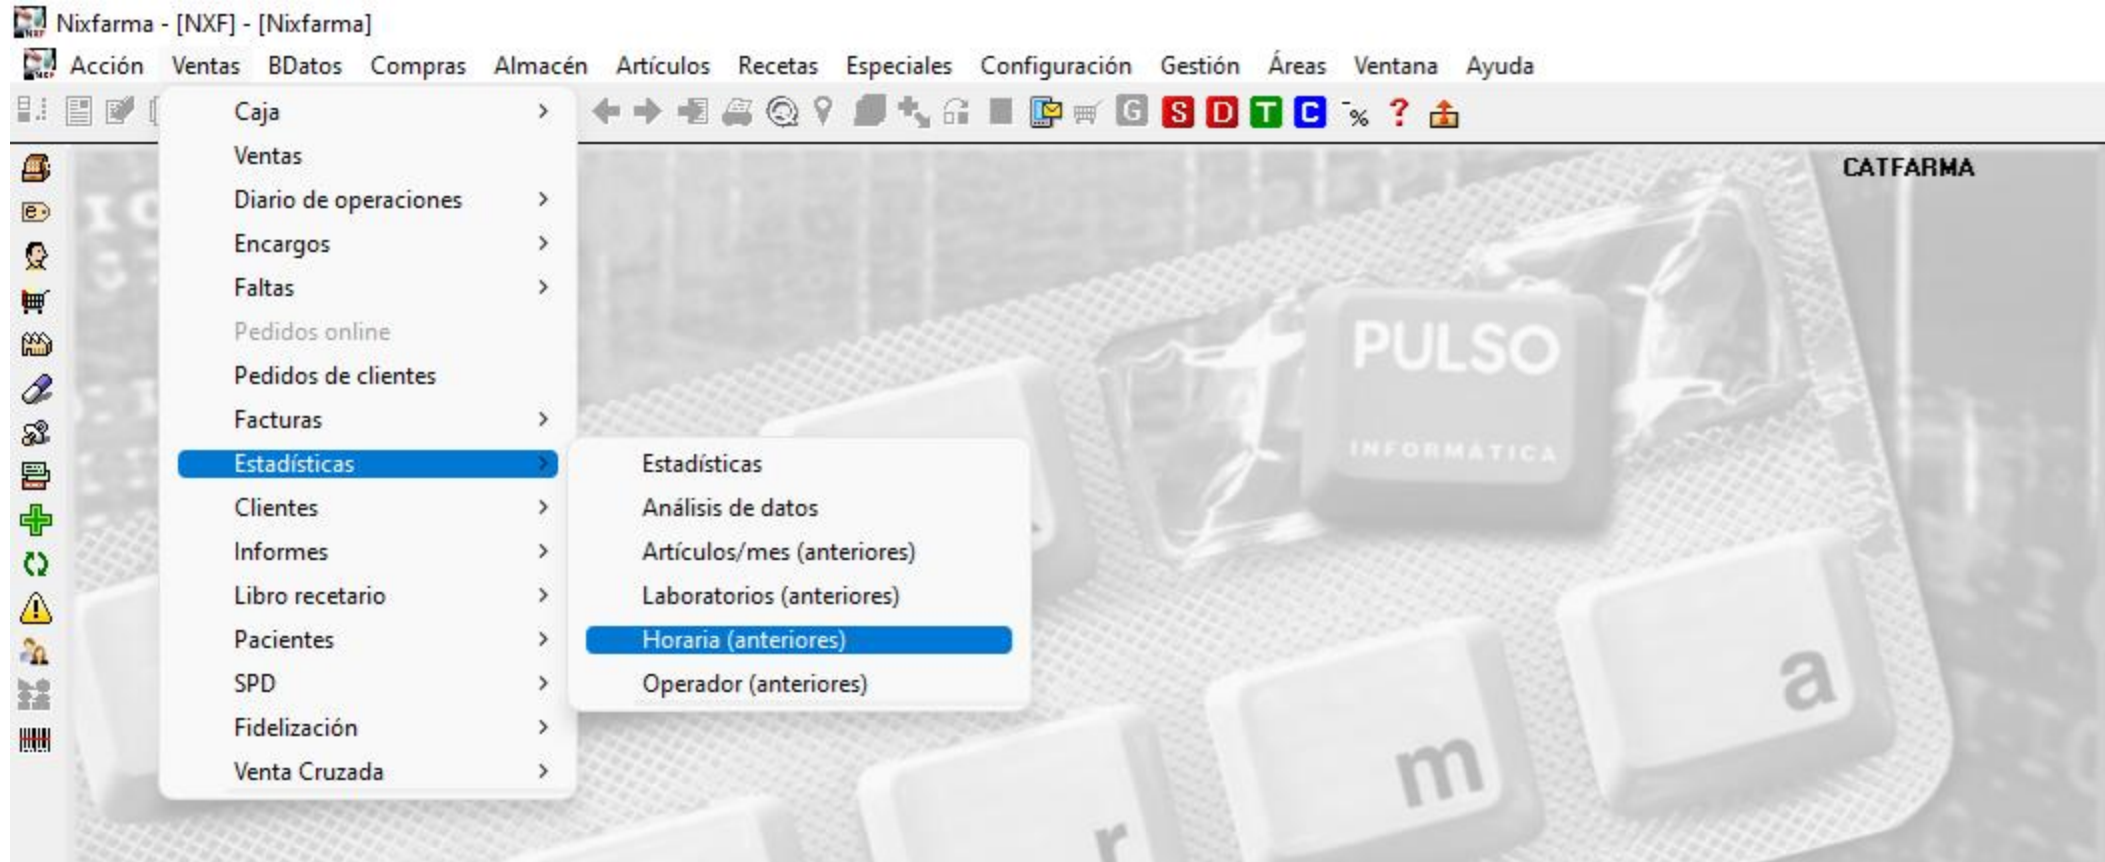 Nixfarma - [NXF] - [Nixfarma]
Acción Ventas BDatos Compras Almacén Artículos Recetas Especiales Configuración Gestión Áreas Ventana Ayuda
G S D T C -% ?
CATFARMA
Caja
Ventas
Diario de operaciones
Encargos
Faltas
Pedidos online
Pedidos de clientes
Facturas
Estadísticas
Clientes
Informes
Libro recetario
Pacientes
SPD
Fidelización
Venta Cruzada
Estadísticas
Análisis de datos
Artículos/mes (anteriores)
Laboratorios (anteriores)
Horaria (anteriores)
Operador (anteriores)
PULSO
INFORMÁTICA
r m a